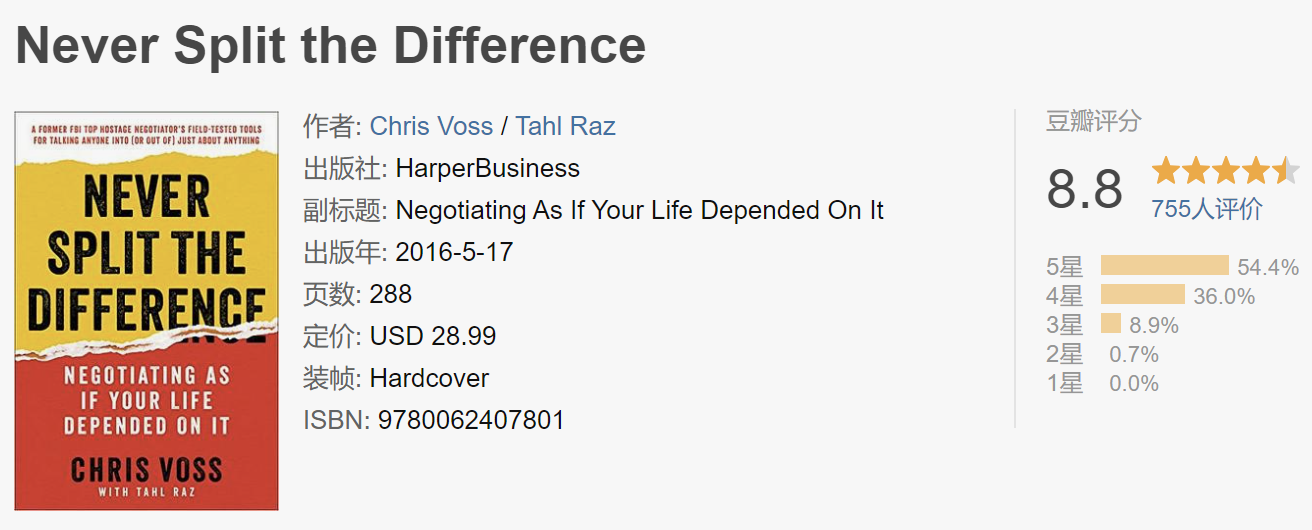 Never Split the Difference
A FORMER FBI TOP HOSTAGE NEGOTIATOR'S FIELD-TESTED TOOLS
FOR TALKING ANYONE INTO (OR OUT OF) JUST ABOUT ANYTHING
NEVER
SPLIT THE
DIFFERENCE
NEGOTIATING AS
IF YOUR LIFE
DEPENDED ON IT
CHRIS VOSS
WITH TAHL RAZ
作者: Chris Voss / Tahl Raz
出版社: HarperBusiness
副标题: Negotiating As If Your Life Depended On It
出版年: 2016-5-17
页数: 288
定价: USD 28.99
装帧: Hardcover
ISBN: 9780062407801
豆瓣评分
8.8
755人评价
5星 54.4%
4星 36.0%
3星 8.9%
2星 0.7%
1星 0.0%